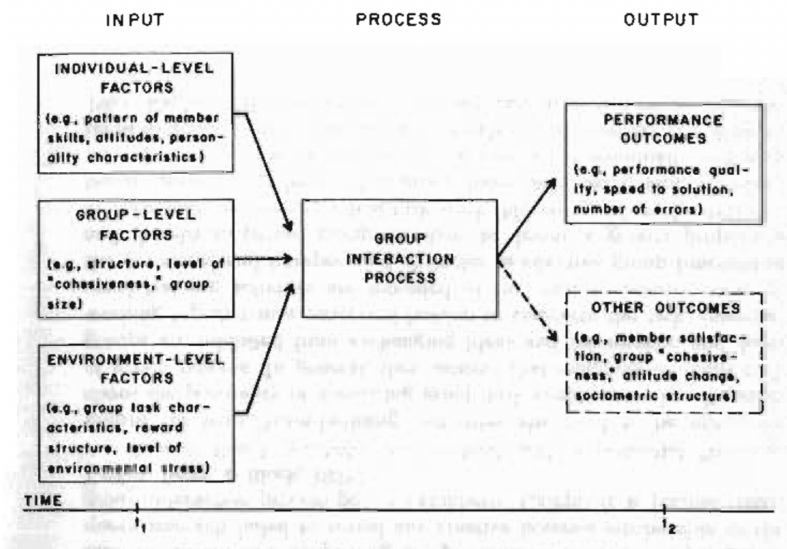 INPUT
PROCESS
OUTPUT
INDIVIDUAL-LEVEL
FACTORS
(e.g., pattern of member
skills, attitudes, person-
ality characteristics)
GROUP-LEVEL
FACTORS
(e.g., structure, level of
"cohesiveness," group
size)
ENVIRONMENT-LEVEL
FACTORS
(e.g., group task char-
acteristics, reward
structure, level of
environmental stress)
GROUP
INTERACTION
PROCESS
PERFORMANCE
OUTCOMES
(e.g., performance qual-
ity, speed to solution,
number of errors)
OTHER OUTCOMES
(e.g., member satisfac-
tion, group "cohesive-
ness," attitude change,
sociometric structure)
TIME
t₁
t₂